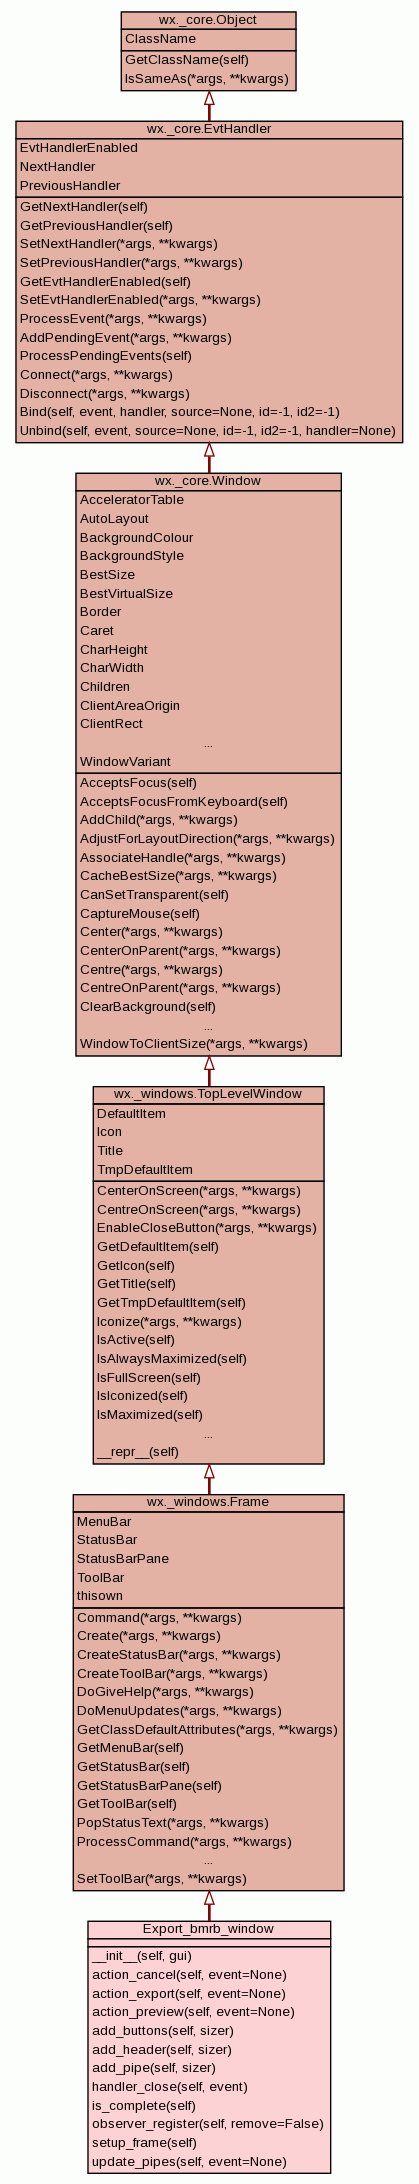 wx._core.Object
ClassName
GetClassName(self)
IsSameAs(*args, **kwargs)
wx._core.EvtHandler
EvtHandlerEnabled
NextHandler
PreviousHandler
GetNextHandler(self)
GetPreviousHandler(self)
SetNextHandler(*args, **kwargs)
SetPreviousHandler(*args, **kwargs)
GetEvtHandlerEnabled(self)
SetEvtHandlerEnabled(*args, **kwargs)
ProcessEvent(*args, **kwargs)
AddPendingEvent(*args, **kwargs)
ProcessPendingEvents(self)
Connect(*args, **kwargs)
Disconnect(*args, **kwargs)
Bind(self, event, handler, source=None, id=-1, id2=-1)
Unbind(self, event, source=None, id=-1, id2=-1, handler=None)
wx._core.Window
AcceleratorTable
AutoLayout
BackgroundColour
BackgroundStyle
BestSize
BestVirtualSize
Border
Caret
CharHeight
CharWidth
Children
ClientAreaOrigin
ClientRect
...
WindowVariant
AcceptsFocus(self)
AcceptsFocusFromKeyboard(self)
AddChild(*args, **kwargs)
AdjustForLayoutDirection(*args, **kwargs)
AssociateHandle(*args, **kwargs)
CacheBestSize(*args, **kwargs)
CanSetTransparent(self)
CaptureMouse(self)
Center(*args, **kwargs)
CenterOnParent(*args, **kwargs)
Centre(*args, **kwargs)
CentreOnParent(*args, **kwargs)
ClearBackground(self)
...
WindowToClientSize(*args, **kwargs)
wx._windows.TopLevelWindow
DefaultItem
Icon
Title
TmpDefaultItem
CenterOnScreen(*args, **kwargs)
CentreOnScreen(*args, **kwargs)
EnableCloseButton(*args, **kwargs)
GetDefaultItem(self)
GetIcon(self)
GetTitle(self)
GetTmpDefaultItem(self)
Iconize(*args, **kwargs)
IsActive(self)
IsAlwaysMaximized(self)
IsFullScreen(self)
IsIconized(self)
IsMaximized(self)
...
__repr__(self)
wx._windows.Frame
MenuBar
StatusBar
StatusBarPane
ToolBar
thisown
Command(*args, **kwargs)
Create(*args, **kwargs)
CreateStatusBar(*args, **kwargs)
CreateToolBar(*args, **kwargs)
DoGiveHelp(*args, **kwargs)
DoMenuUpdates(*args, **kwargs)
GetClassDefaultAttributes(*args, **kwargs)
GetMenuBar(self)
GetStatusBar(self)
GetStatusBarPane(self)
GetToolBar(self)
PopStatusText(*args, **kwargs)
ProcessCommand(*args, **kwargs)
...
SetToolBar(*args, **kwargs)
Export_bmrb_window
__init__(self, gui)
action_cancel(self, event=None)
action_export(self, event=None)
action_preview(self, event=None)
add_buttons(self, sizer)
add_header(self, sizer)
add_pipe(self, sizer)
handler_close(self, event)
is_complete(self)
observer_register(self, remove=False)
setup_frame(self)
update_pipes(self, event=None)